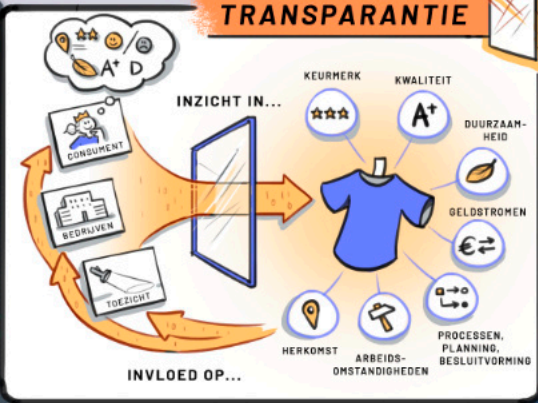 TRANSPARANTIE
A+ D
INZICHT IN...
CONSUMENT
BEDRIJVEN
TOEZICHT
INVLOED OP...
KEURMERK
KWALITEIT
A+
DUURZAAM-
HEID
GELDSTROMEN
€
PROCESSEN,
PLANNING,
BESLUITVORMING
ARBEIDS-
OMSTANDIGHEDEN
HERKOMST